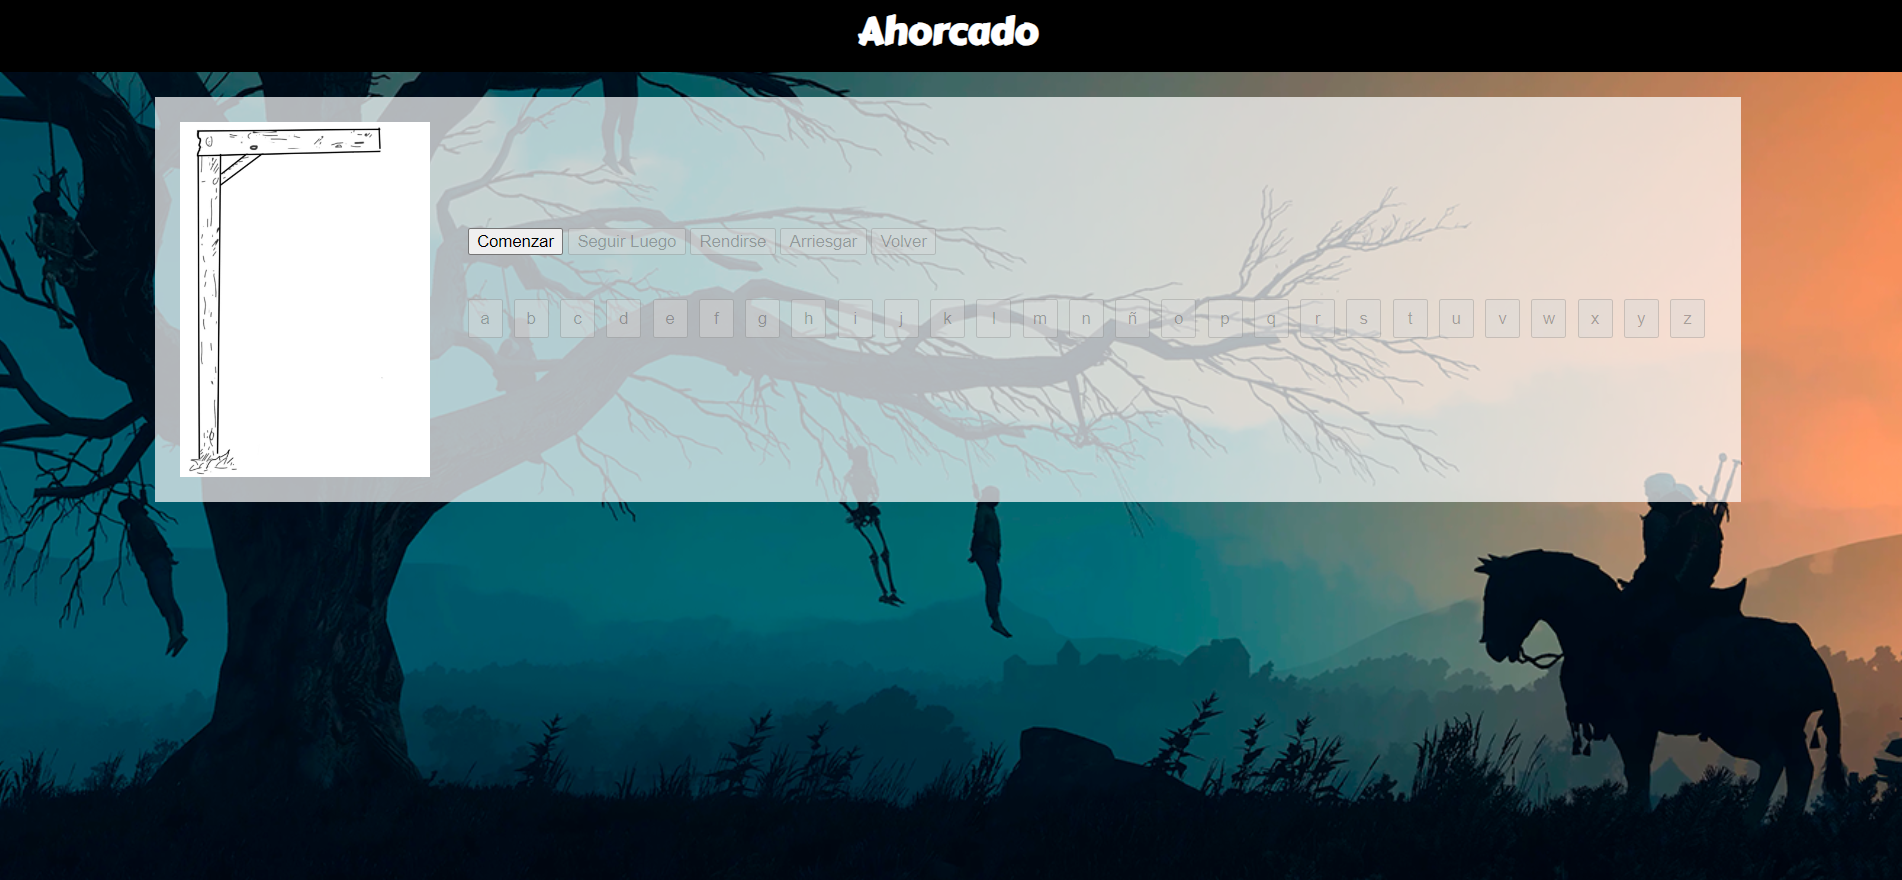 Ahorcado
Comenzar Seguir Luego Rendirse Arriesgar Volver
a b c d e f g h i j k l m n ñ o p q r s t u v w x y z